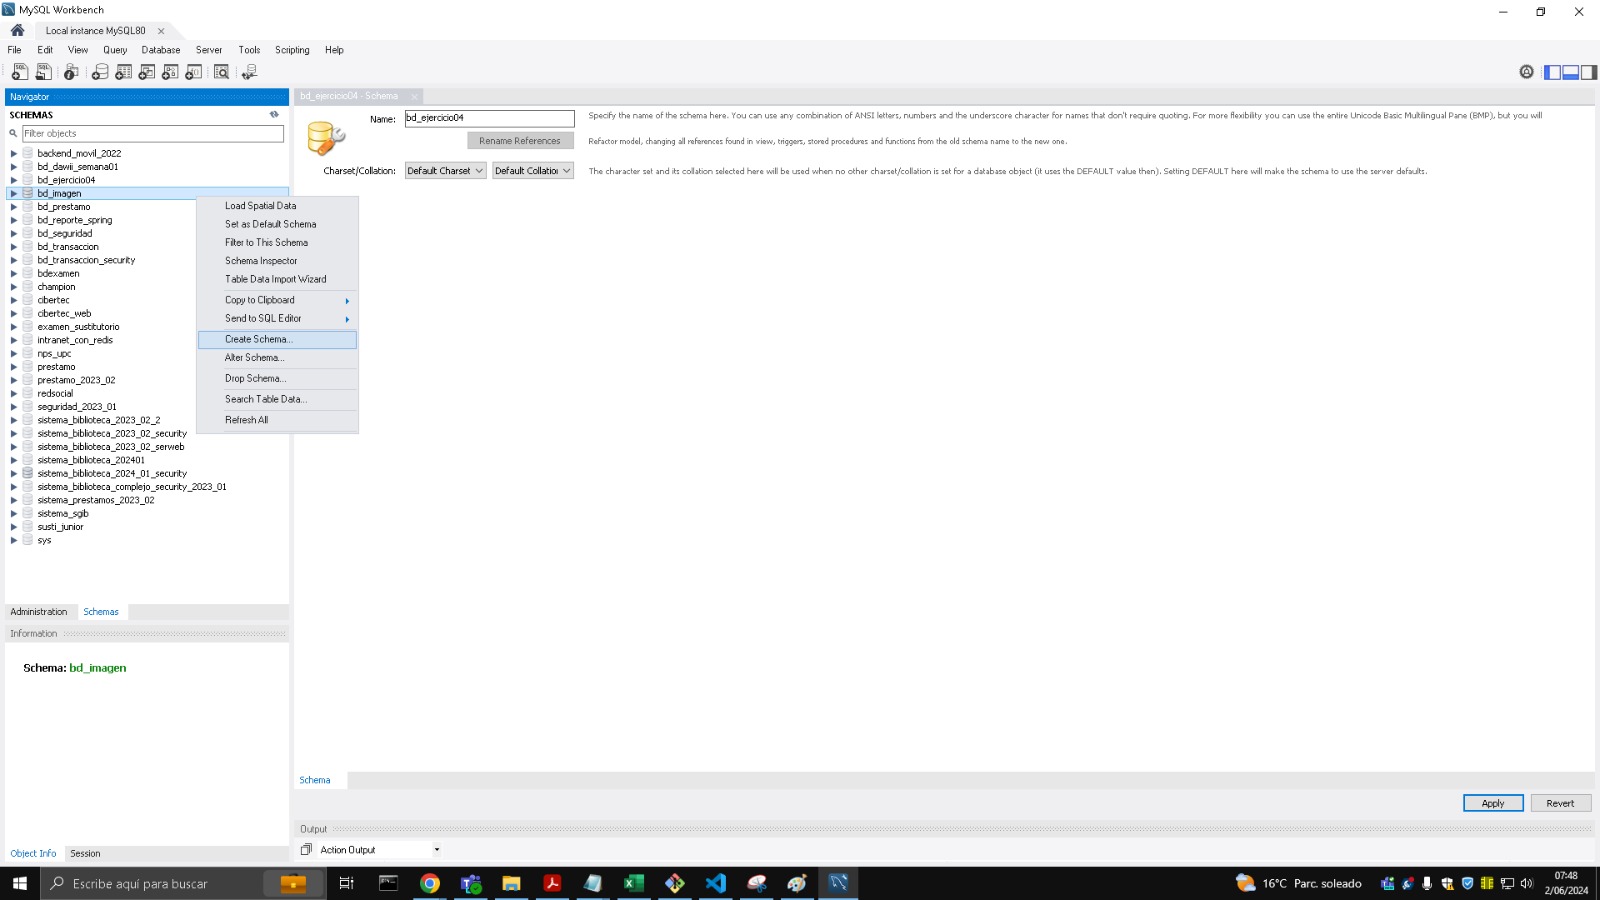 MySQL Workbench
Local instance MySQL80
File Edit View Query Database Server Tools Scripting Help
Navigator
SCHEMAS
Filter objects
backend_movil_2022
bd_dawii_semana01
bd_ejercicio04
bd_imagen
bd_prestamo
bd_reporte_spring
bd_seguridad
bd_transaccion
bd_transaccion_security
bdexamen
champion
cibertec
cibertec_web
examen_sustitutorio
intranet_con_redis
nps_upc
prestamo
prestamo_2023_02
redsocial
seguridad_2023_01
sistema_biblioteca_2023_02_2
sistema_biblioteca_2023_02_security
sistema_biblioteca_2023_02_serweb
sistema_biblioteca_202401
sistema_biblioteca_2024_01_security
sistema_biblioteca_complejo_security_2023_01
sistema_prestamos_2023_02
sistema_sgib
susti_junior
sys
Load Spatial Data
Set as Default Schema
Filter to This Schema
Schema Inspector
Table Data Import Wizard
Copy to Clipboard
Send to SQL Editor
Create Schema...
Alter Schema...
Drop Schema...
Search Table Data...
Refresh All
Administration Schemas
Information
Schema: bd_imagen
Object Info Session
bd_ejercicio04 - Schema
Name: bd_ejercicio04
Specify the name of the schema here. You can use any combination of ANSI letters, numbers and the underscore character for names that don't require quoting. For more flexibility you can use the entire Unicode Basic Multilingual Pane (BMP), but you will
Rename References
Refactor model, changing all references found in view, triggers, stored procedures and functions from the old schema name to the new one.
Charset/Collation: Default Charset Default Collation
The character set and its collation selected here will be used when no other charset/collation is set for a database object (it uses the DEFAULT value then). Setting DEFAULT here will make the schema to use the server defaults.
Schema
Apply Revert
Output
Action Output
Escribe aquí para buscar
16°C Parc. soleado
07:48
2/06/2024